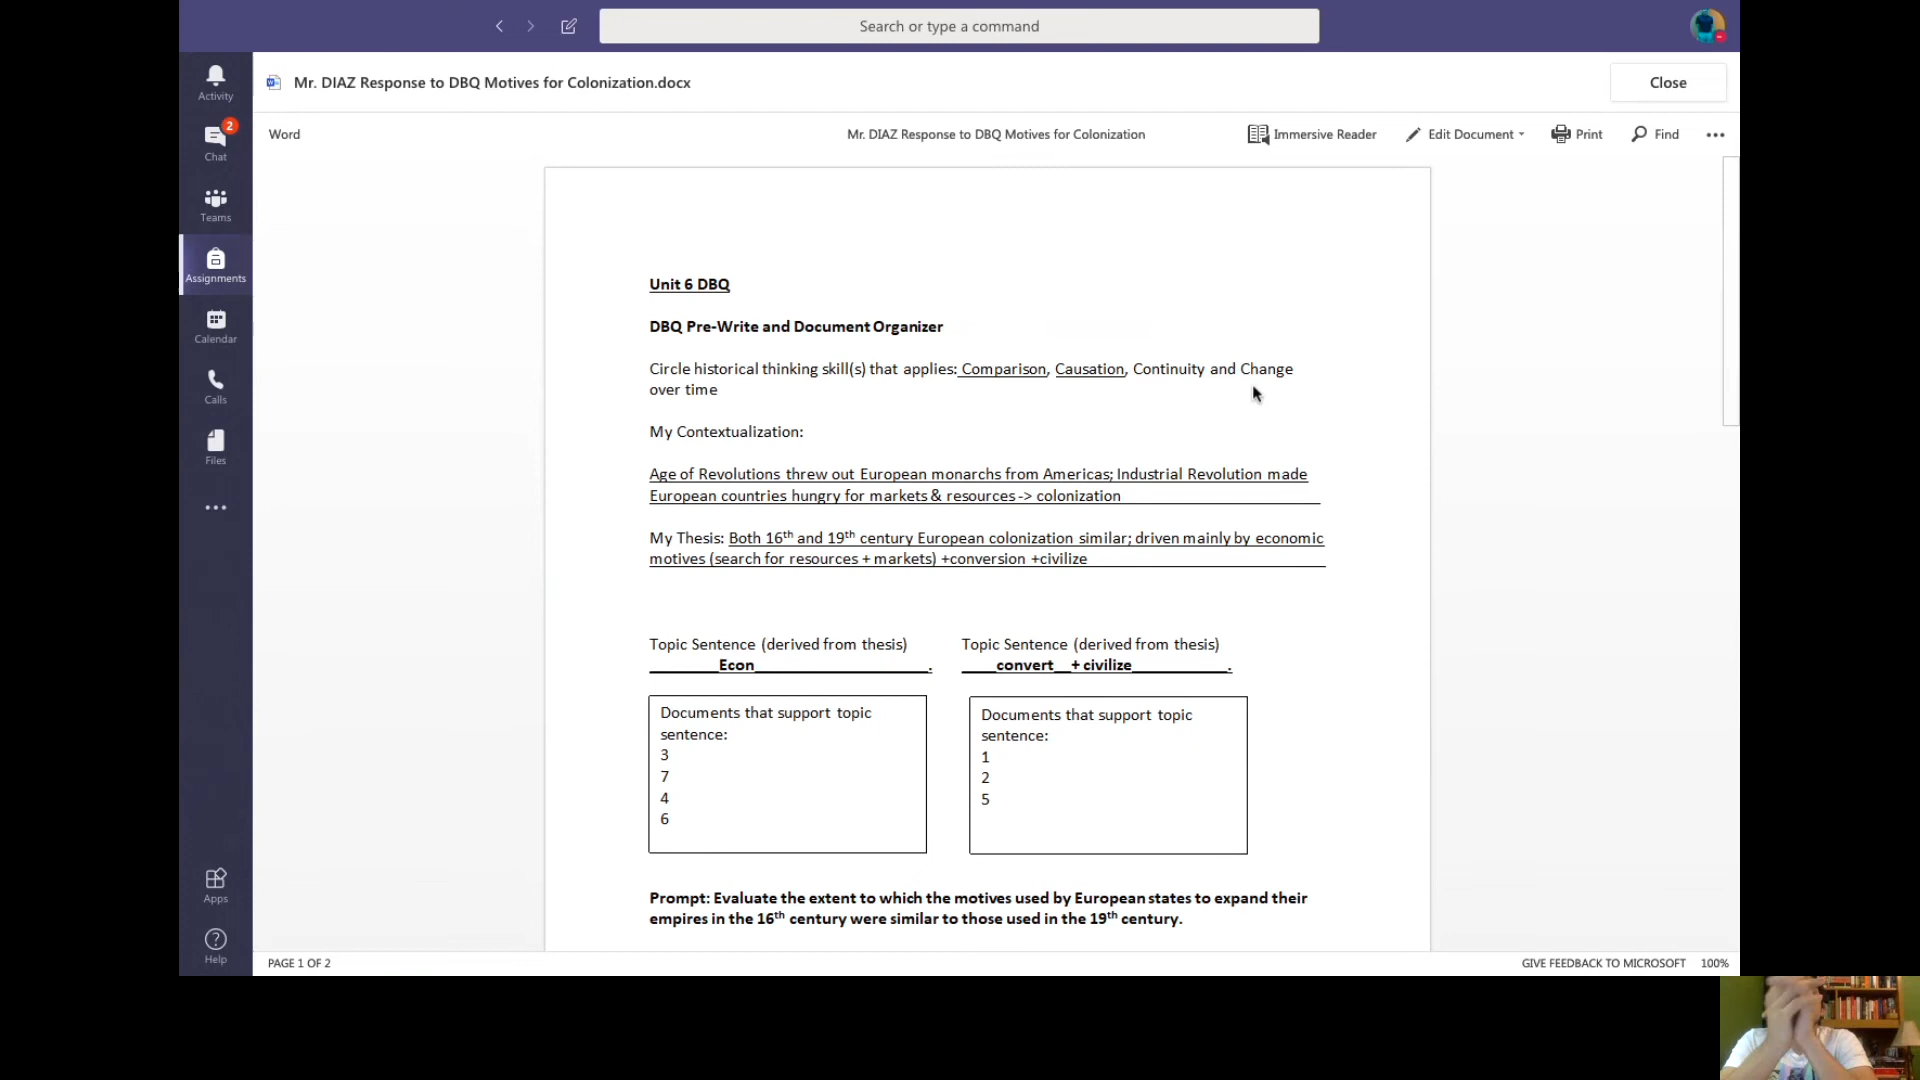 Search or type a command
Activity
Mr. DIAZ Response to DBQ Motives for Colonization.docx
Close
2
Chat
Word
Mr. DIAZ Response to DBQ Motives for Colonization
Immersive Reader
Edit Document
Print
Find
Teams
Assignments
Calendar
Calls
Files
Apps
Help
Unit 6 DBQ
DBQ Pre-Write and Document Organizer
Circle historical thinking skill(s) that applies: Comparison, Causation, Continuity and Change
over time
My Contextualization:
Age of Revolutions threw out European monarchs from Americas; Industrial Revolution made
European countries hungry for markets & resources -> colonization
My Thesis: Both 16th and 19th century European colonization similar; driven mainly by economic
motives (search for resources + markets) +conversion +civilize
Topic Sentence (derived from thesis)
________Econ____________________.
Documents that support topic
sentence:
3
7
4
6
Topic Sentence (derived from thesis)
____convert__+ civilize___________.
Documents that support topic
sentence:
1
2
5
Prompt: Evaluate the extent to which the motives used by European states to expand their
empires in the 16th century were similar to those used in the 19th century.
PAGE 1 OF 2
GIVE FEEDBACK TO MICROSOFT
100%